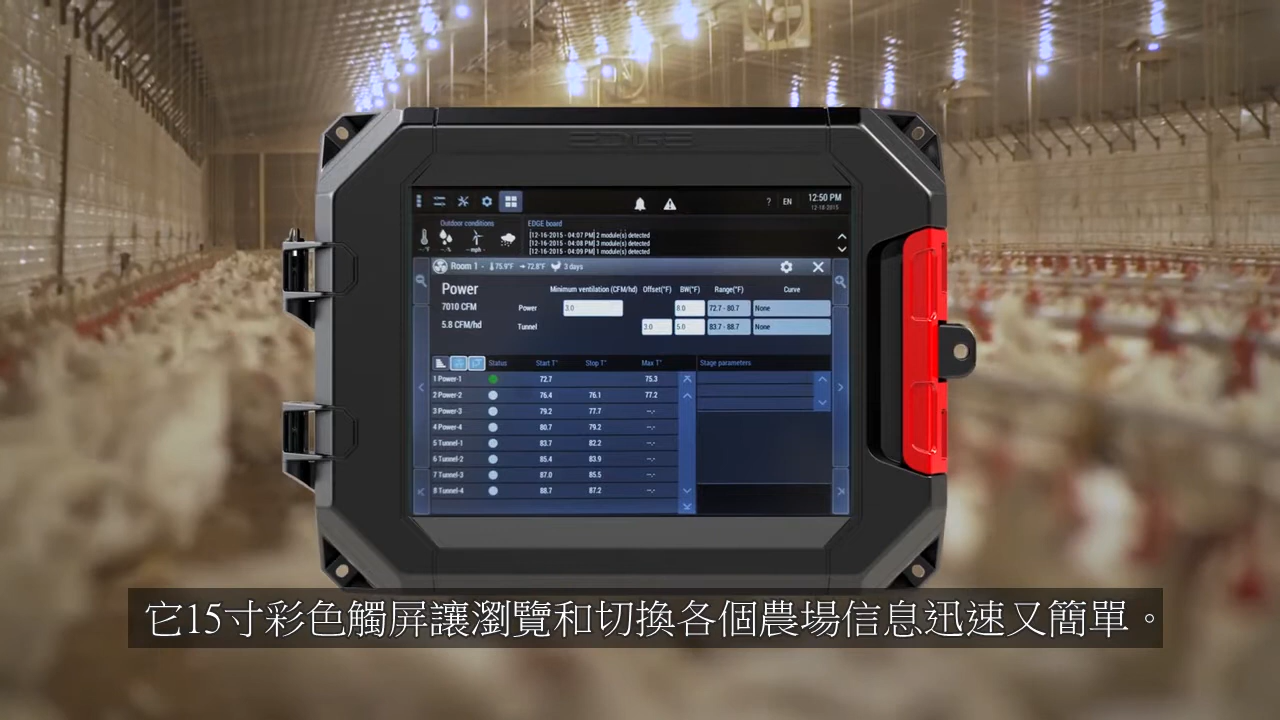 EDGE
? EN 12:50 PM
12-16 2015
Outdoor conditions
EDGE board
[12-16-2015 - 04:07 PM] 2 module(s) detected
[12-16-2015 - 04:08 PM] 3 module(s) detected
[12-16-2015 - 04:09 PM] 1 module(s) detected
Room 1 - 75.9°F 72.8°F 3 days
Power
Minimum ventilation (CFM/hd) Offset(°F) BW(°F) Range(°F) Curve
7010 CFM
Power 3.0 8.0 72.7 - 80.7 None
5.8 CFM/hd
Tunnel 3.0 5.0 83.7 - 88.7 None
Status Start T° Stop T° Max T° Stage parameters
1 Power-1 72.7 75.3
2 Power-2 76.4 76.1 77.2
3 Power-3 79.2 77.7 --.-
4 Power-4 80.7 79.2 --.-
5 Tunnel-1 83.7 82.2 --.-
6 Tunnel-2 85.4 83.9 --.-
7 Tunnel-3 87.0 85.5 --.-
8 Tunnel-4 88.7 87.2 --.-
它15寸彩色觸屏讓瀏覽和切換各個農場信息迅速又簡單。